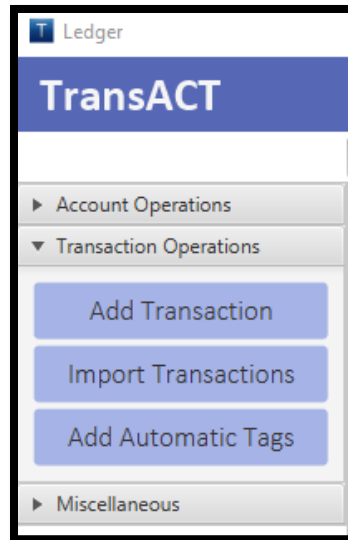 Ledger
TransACT
Account Operations
Transaction Operations
Add Transaction
Import Transactions
Add Automatic Tags
Miscellaneous